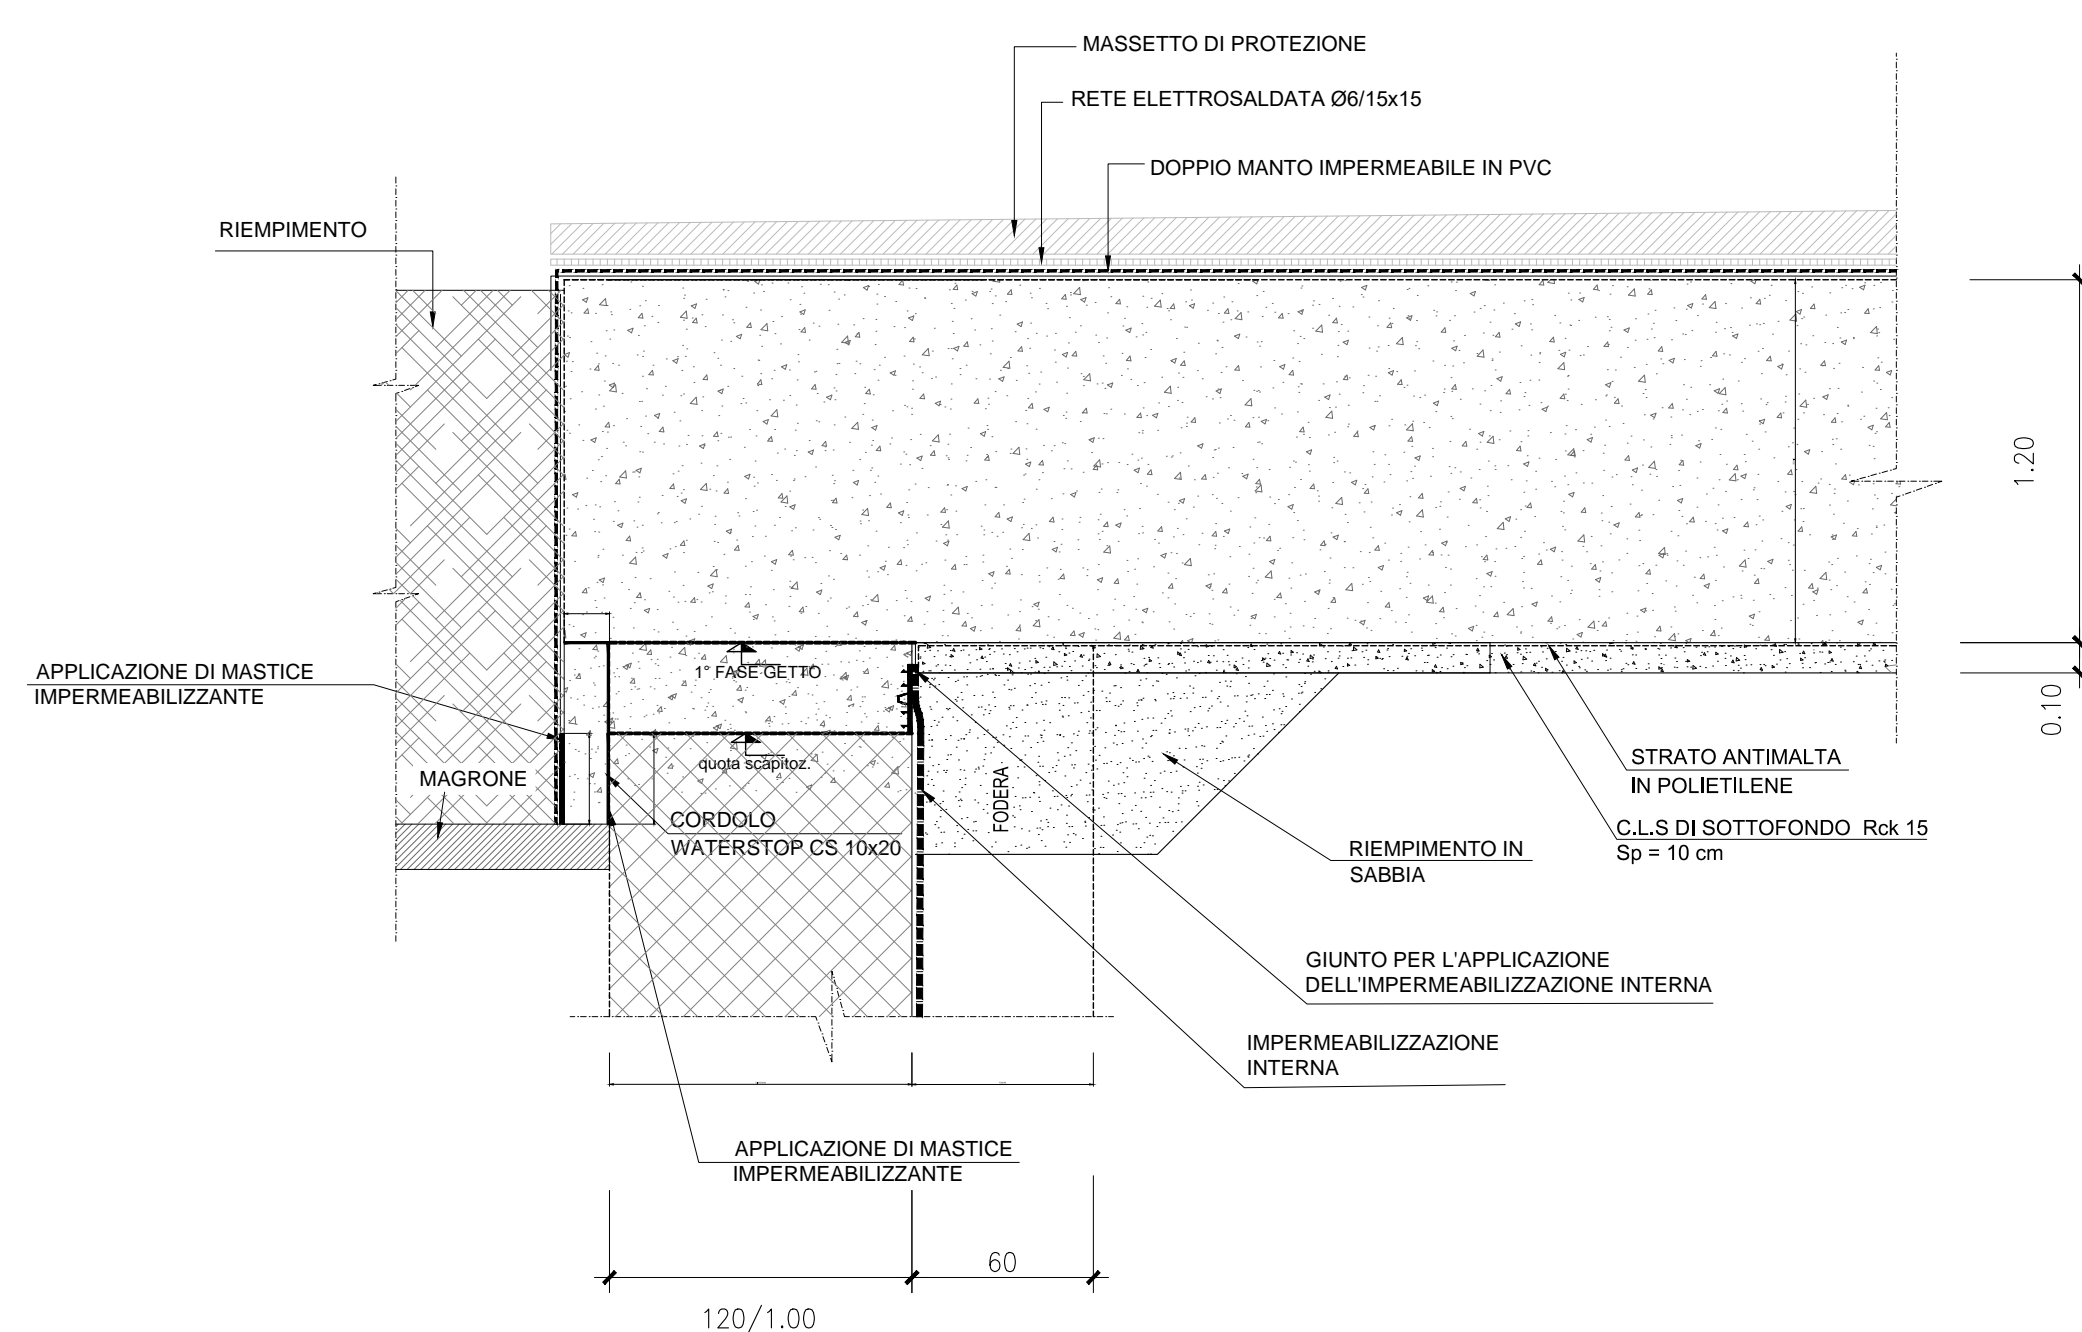 MASSETTO DI PROTEZIONE
RETE ELETTROSALDATA Ø6/15x15
DOPPIO MANTO IMPERMEABILE IN PVC
RIEMPIMENTO
1.20
APPLICAZIONE DI MASTICE
IMPERMEABILIZZANTE
1° FASE GETTO
0.10
quota scapitoz.
MAGRONE
STRATO ANTIMALTA
IN POLIETILENE
FODERA
CORDOLO
WATERSTOP CS 10x20
C.L.S DI SOTTOFONDO Rck 15
Sp = 10 cm
RIEMPIMENTO IN
SABBIA
GIUNTO PER L'APPLICAZIONE
DELL'IMPERMEABILIZZAZIONE INTERNA
IMPERMEABILIZZAZIONE
INTERNA
APPLICAZIONE DI MASTICE
IMPERMEABILIZZANTE
60
120/1.00